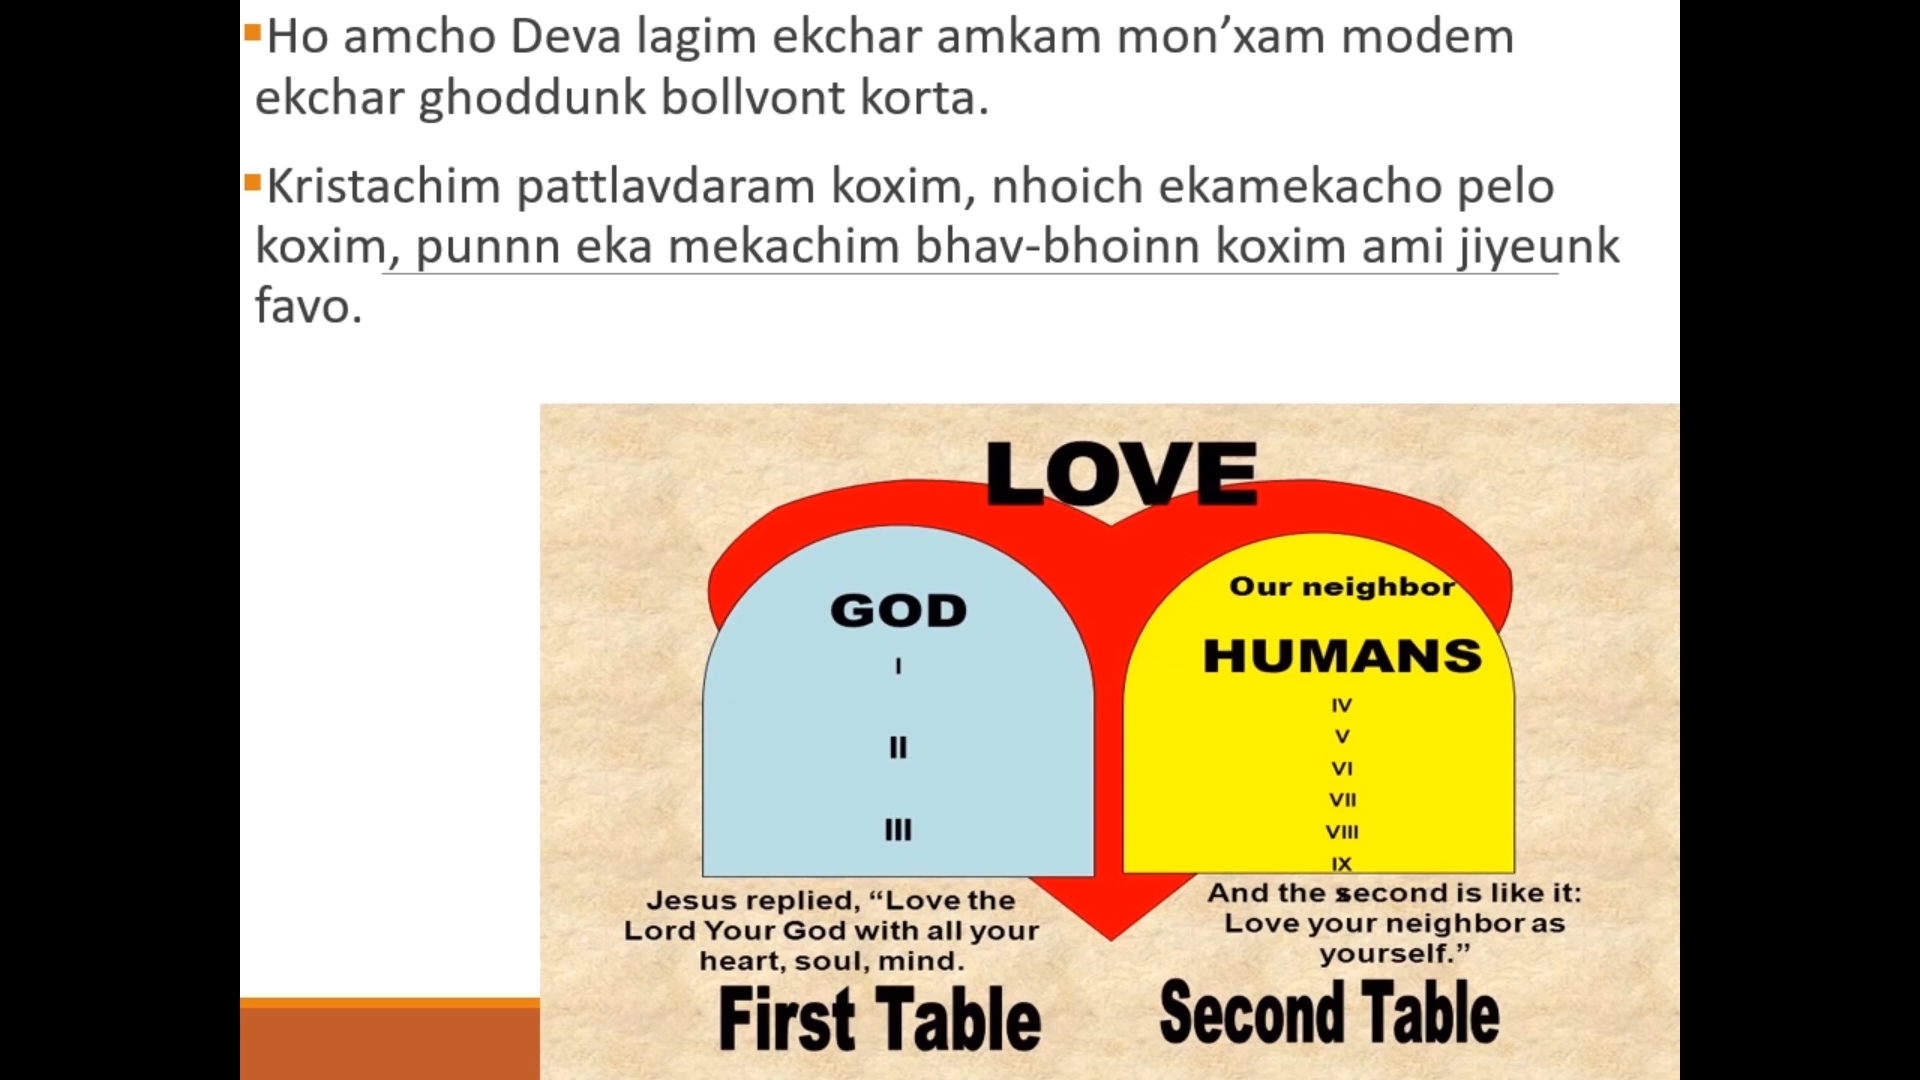 ▪Ho amcho Deva lagim ekchar amkam mon’xam modem
ekchar ghoddunk bollvont korta.
▪Kristachim pattlavdaram koxim, nhoich ekamekacho pelo
koxim, punnn eka mekachim bhav-bhoinn koxim ami jiyeunk
favo.
LOVE
GOD
I
II
III
Our neighbor
HUMANS
IV
V
VI
VII
VIII
IX
Jesus replied, “Love the
Lord Your God with all your
heart, soul, mind.
First Table
And the second is like it:
Love your neighbor as
yourself.”
Second Table